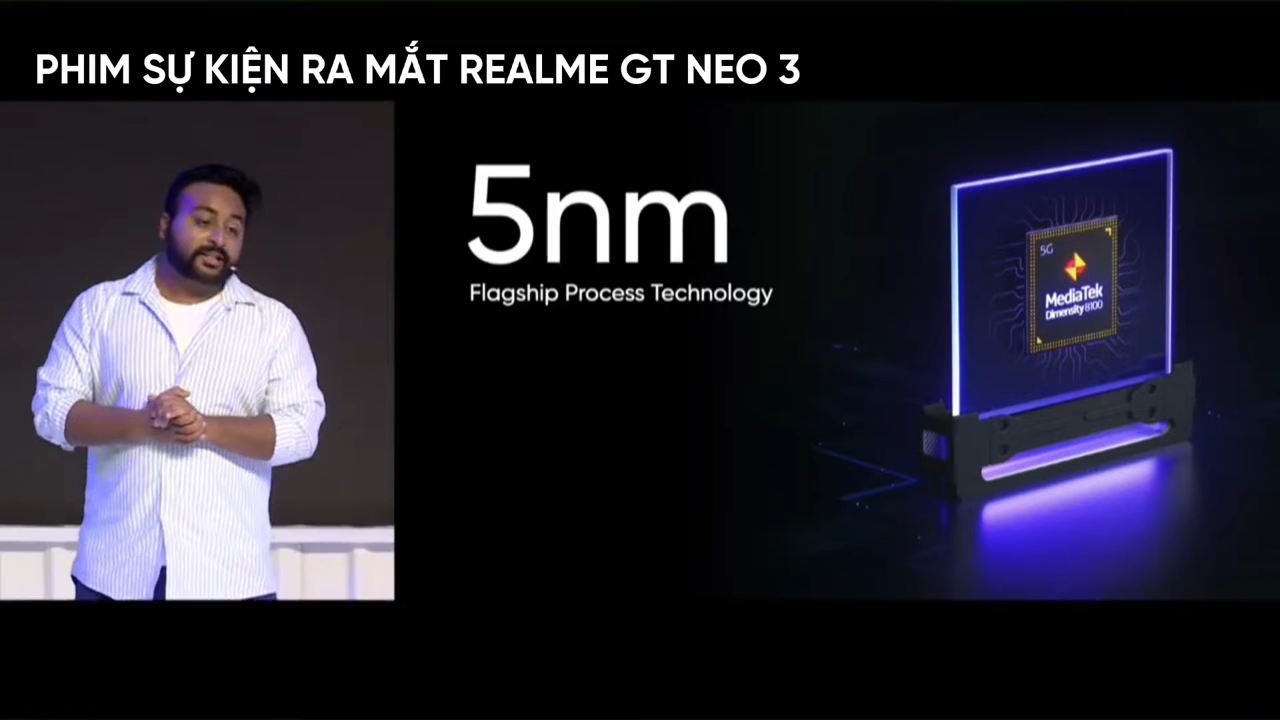 PHIM SỰ KIỆN RA MẮT REALME GT NEO 3
5nm
Flagship Process Technology
5G
MediaTek
Dimensity 8100